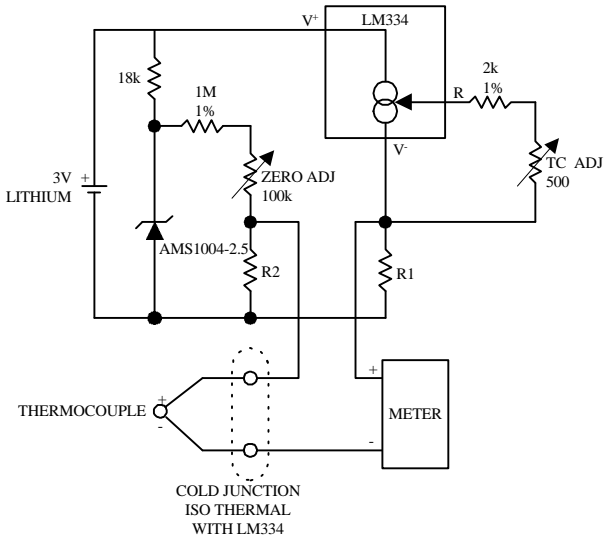 V+
LM334
18k
1M
1%
R
2k
1%
V-
3V
LITHIUM
+
ZERO ADJ
100k
TC ADJ
500
AMS1004-2.5
R2
R1
THERMOCOUPLE
+
-
+
-
METER
COLD JUNCTION
ISO THERMAL
WITH LM334